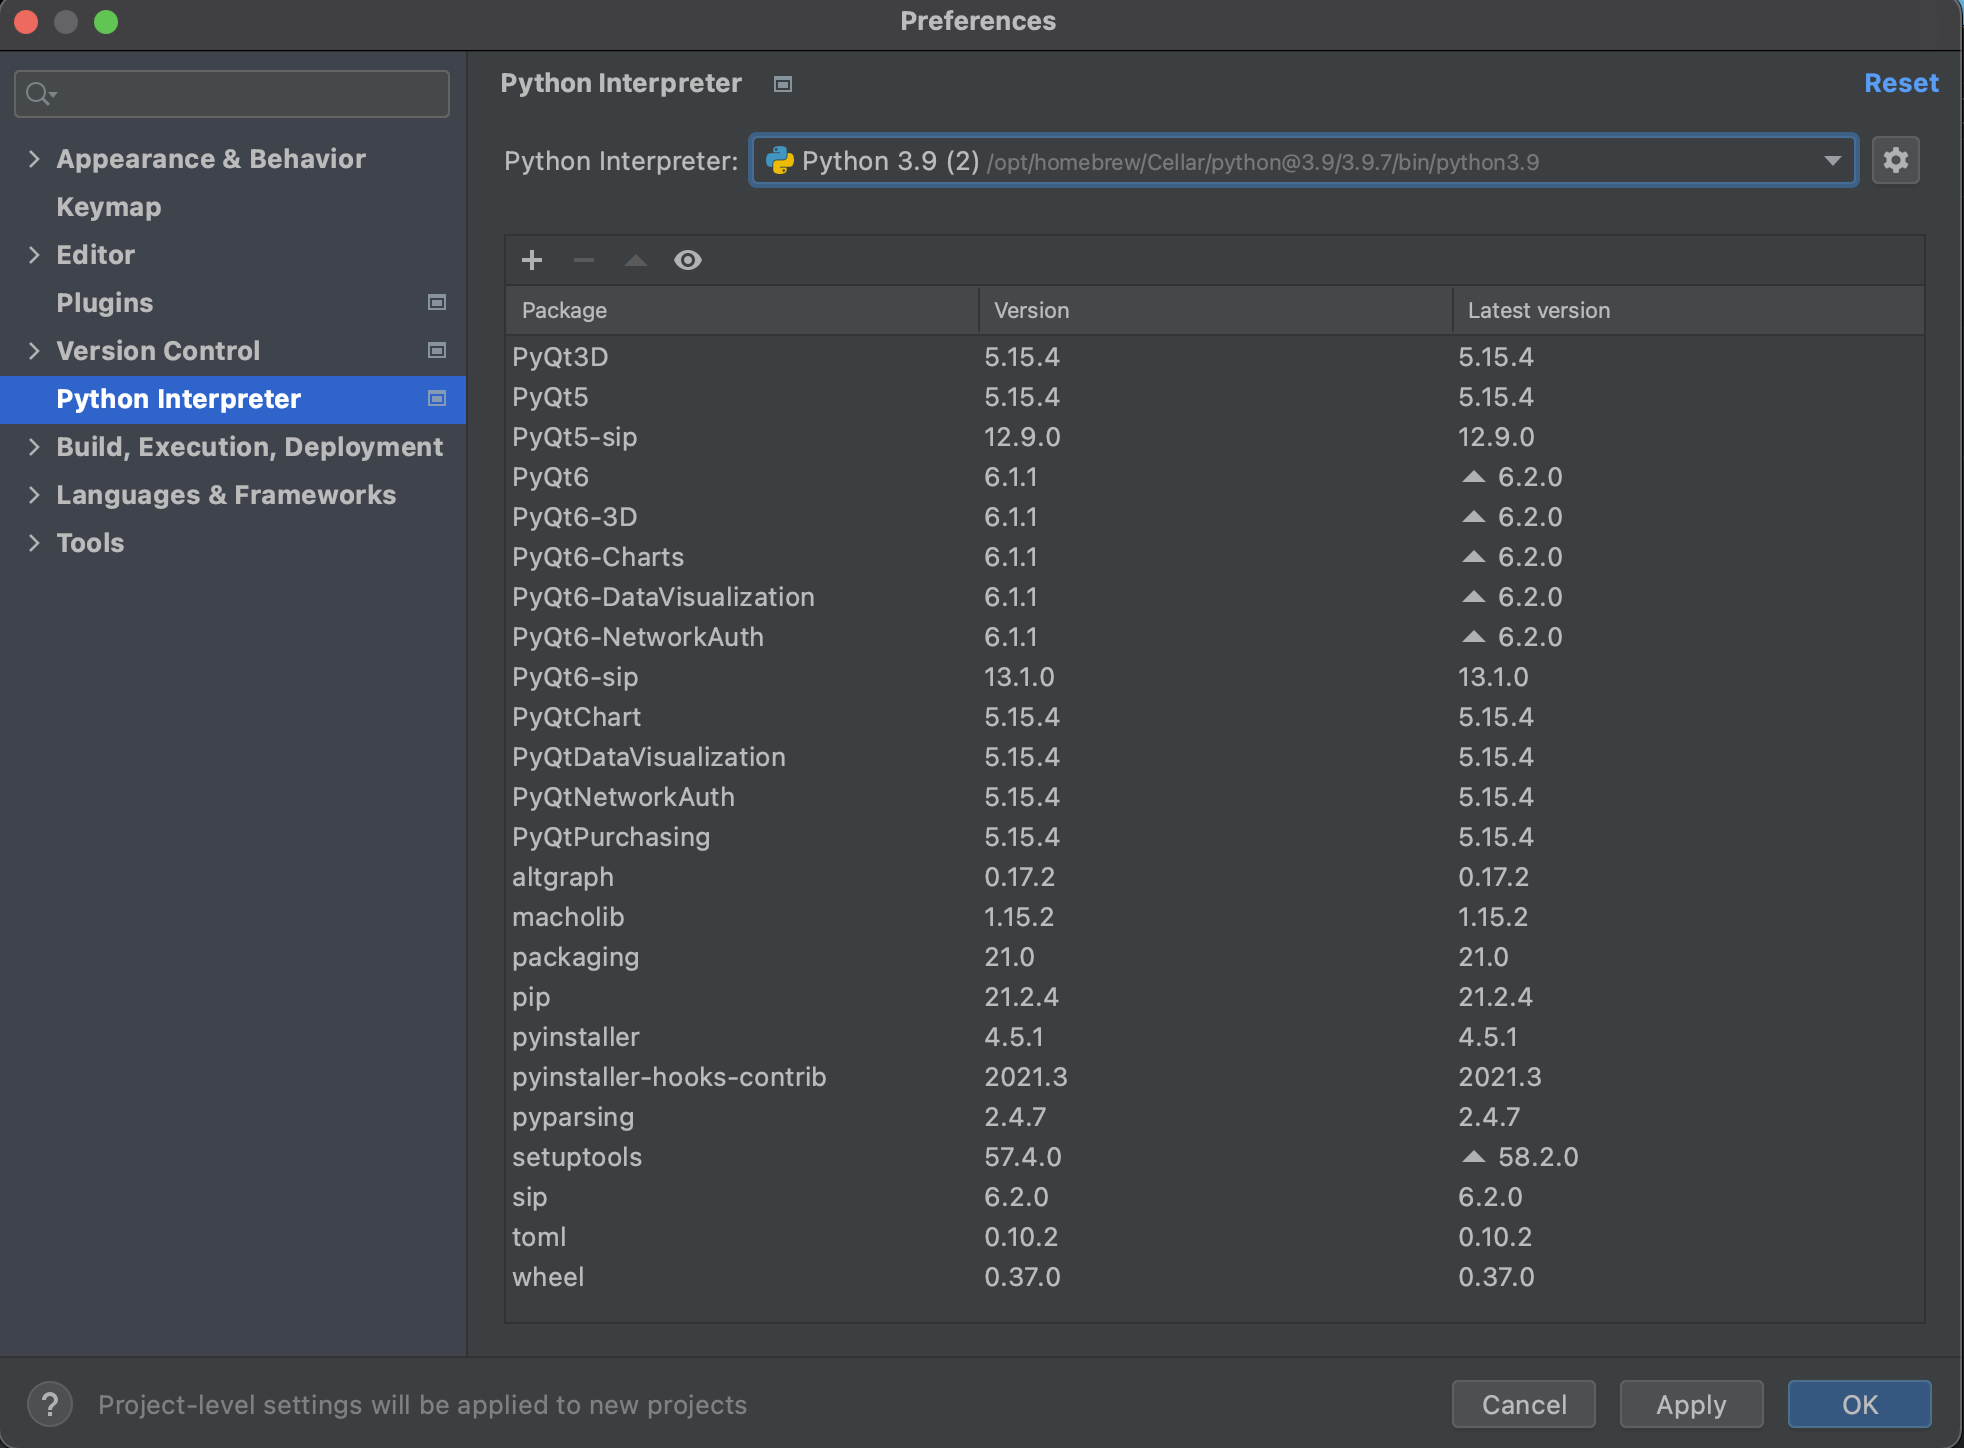 Preferences
Python Interpreter
Reset
Appearance & Behavior
Keymap
Editor
Plugins
Version Control
Python Interpreter
Build, Execution, Deployment
Languages & Frameworks
Tools
Python Interpreter: Python 3.9 (2) /opt/homebrew/Cellar/python@3.9/3.9.7/bin/python3.9
Package Version Latest version
PyQt3D 5.15.4 5.15.4
PyQt5 5.15.4 5.15.4
PyQt5-sip 12.9.0 12.9.0
PyQt6 6.1.1 6.2.0
PyQt6-3D 6.1.1 6.2.0
PyQt6-Charts 6.1.1 6.2.0
PyQt6-DataVisualization 6.1.1 6.2.0
PyQt6-NetworkAuth 6.1.1 6.2.0
PyQt6-sip 13.1.0 13.1.0
PyQtChart 5.15.4 5.15.4
PyQtDataVisualization 5.15.4 5.15.4
PyQtNetworkAuth 5.15.4 5.15.4
PyQtPurchasing 5.15.4 5.15.4
altgraph 0.17.2 0.17.2
macholib 1.15.2 1.15.2
packaging 21.0 21.0
pip 21.2.4 21.2.4
pyinstaller 4.5.1 4.5.1
pyinstaller-hooks-contrib 2021.3 2021.3
pyparsing 2.4.7 2.4.7
setuptools 57.4.0 58.2.0
sip 6.2.0 6.2.0
toml 0.10.2 0.10.2
wheel 0.37.0 0.37.0
? Project-level settings will be applied to new projects
Cancel Apply OK